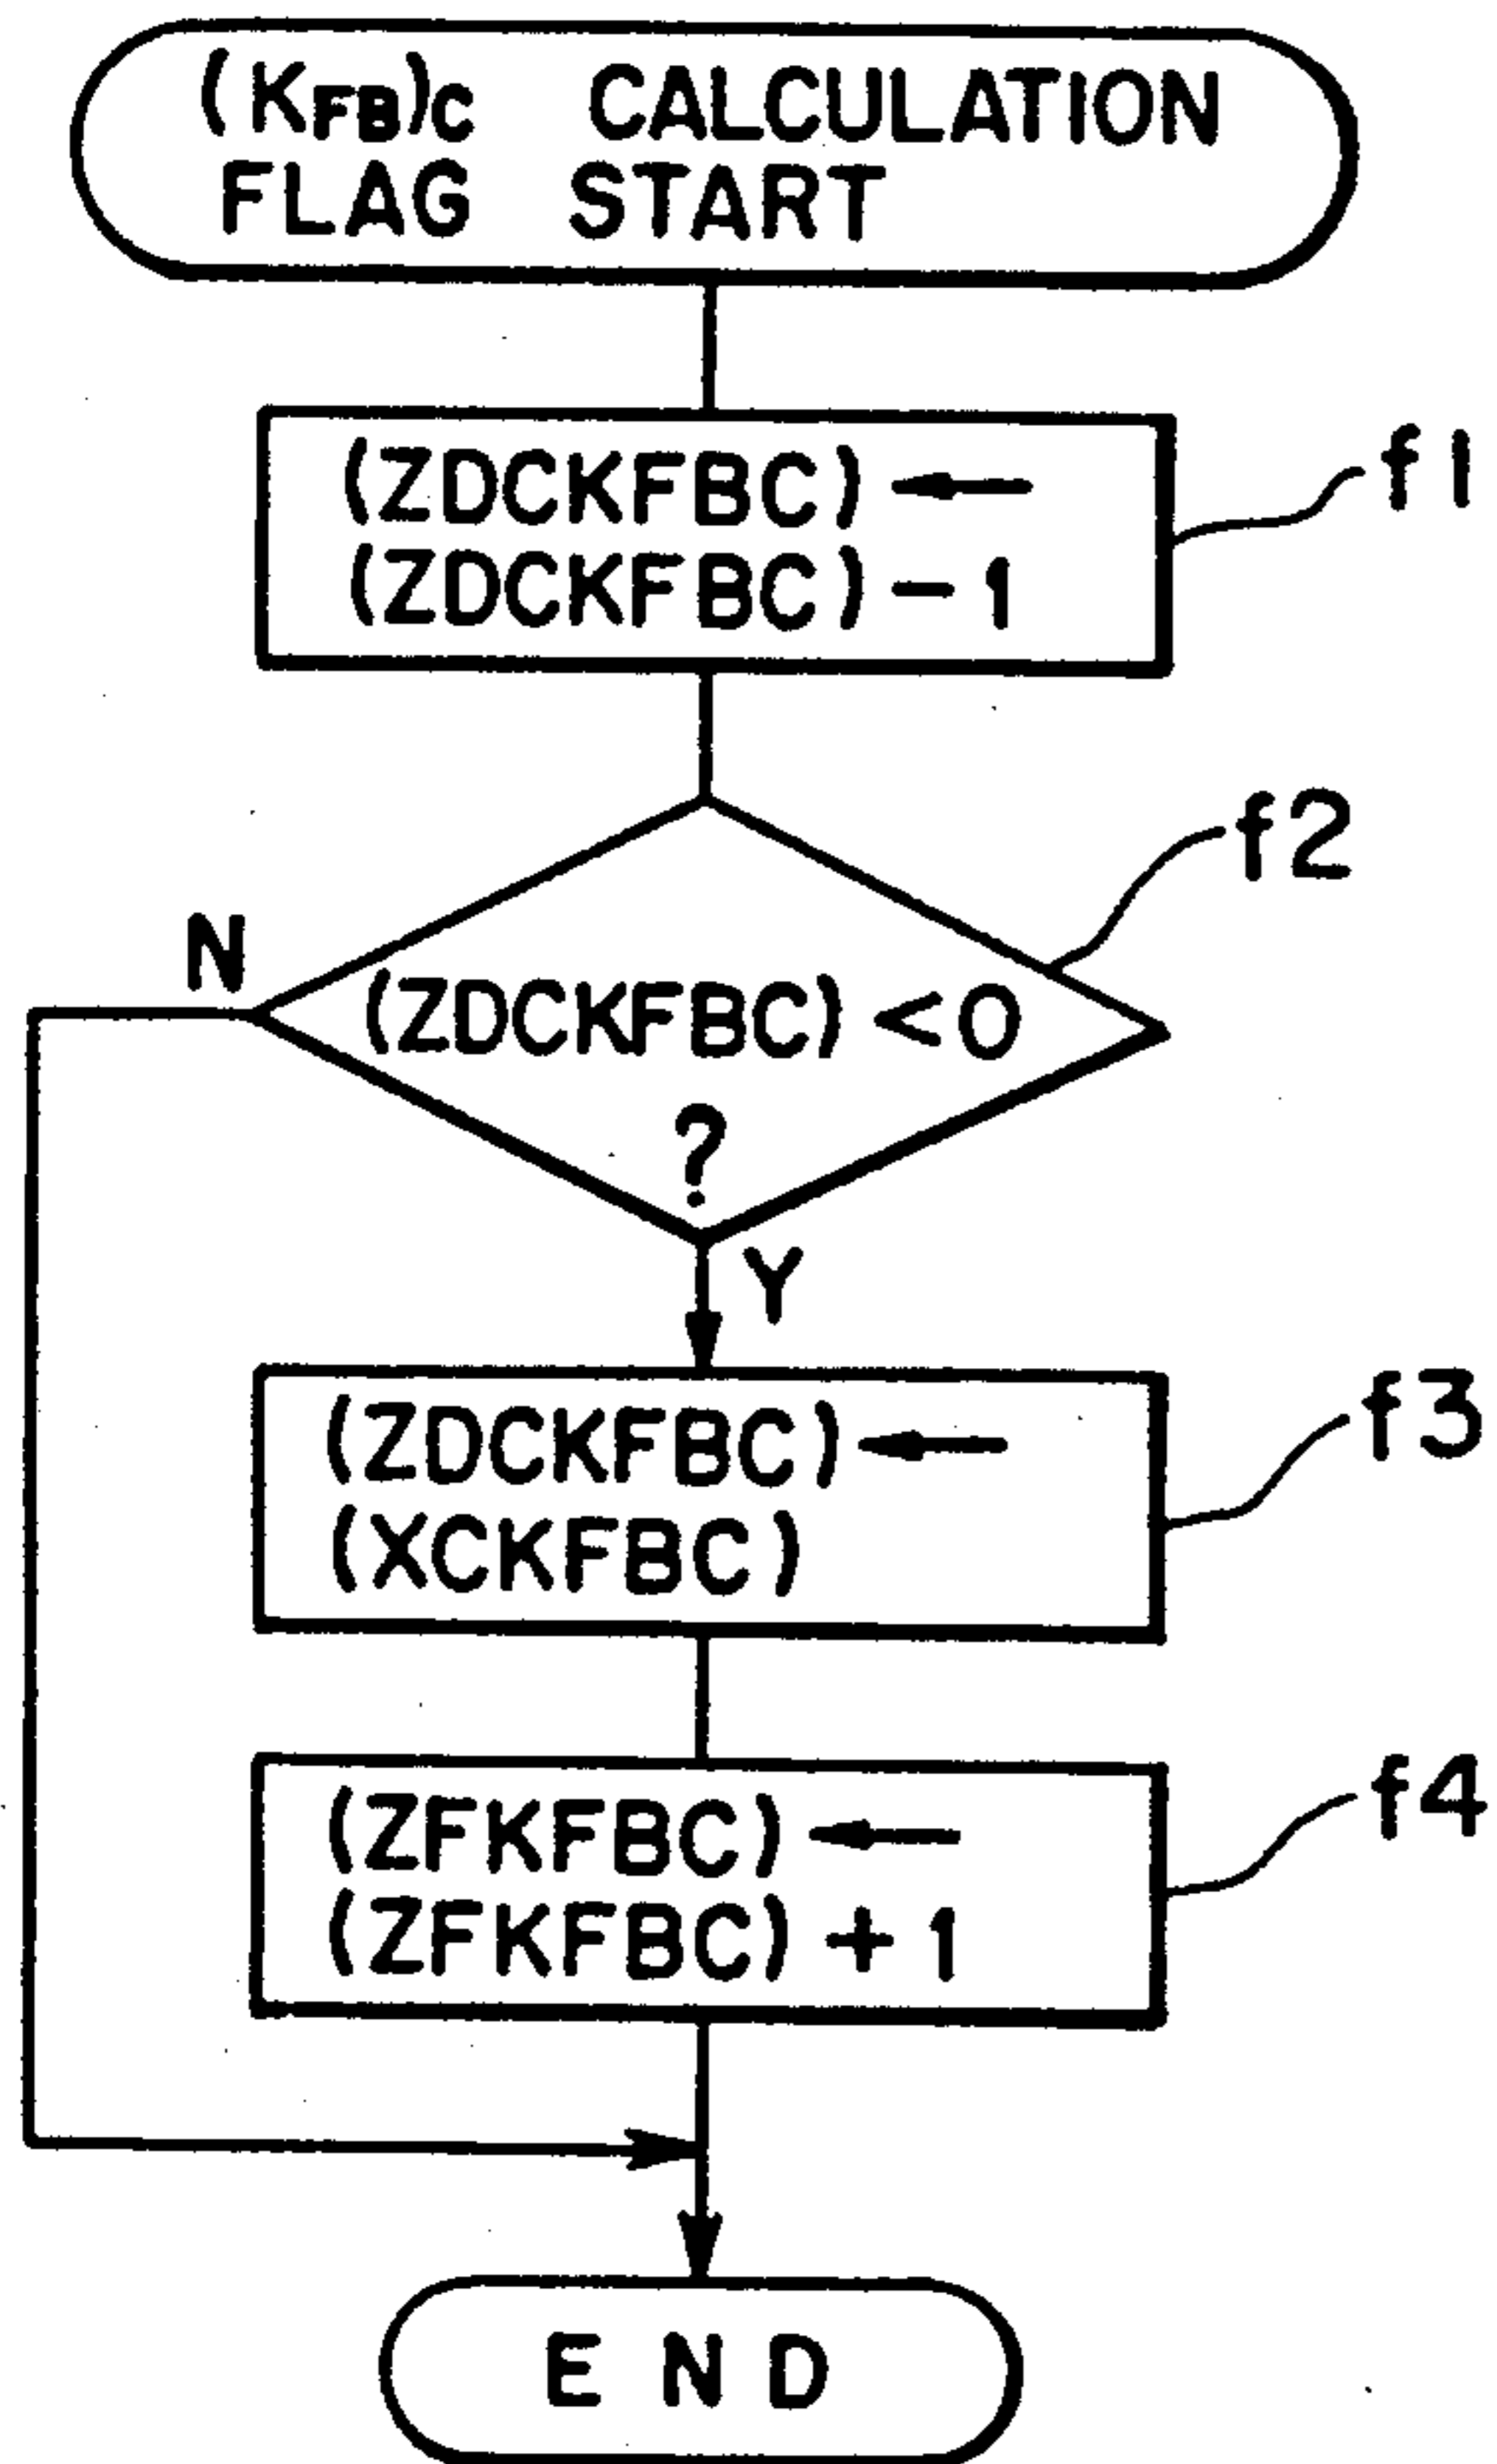 (KFB)C CALCULATION
FLAG START
(ZDCKFBC) ←
(ZDCKFBC) - 1
f1
f2
N
(ZDCKFBC) < 0
?
Y
(ZDCKFBC) ←
(XCKFBC)
f3
(ZFKFBC) ←
(ZFKFBC) + 1
f4
END